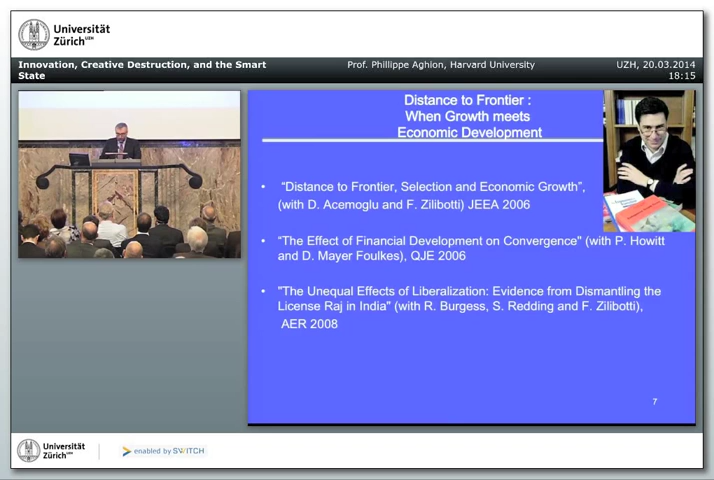 Universität
Zürich UZH
Innovation, Creative Destruction, and the Smart
State
Prof. Phillippe Aghion, Harvard University
UZH, 20.03.2014
18:15
Distance to Frontier :
When Growth meets
Economic Development
• “Distance to Frontier, Selection and Economic Growth”,
(with D. Acemoglu and F. Zilibotti) JEEA 2006
• “The Effect of Financial Development on Convergence” (with P. Howitt
and D. Mayer Foulkes), QJE 2006
• "The Unequal Effects of Liberalization: Evidence from Dismantling the
License Raj in India" (with R. Burgess, S. Redding and F. Zilibotti),
AER 2008
7
Universität
Zürich UZH
enabled by SWITCH